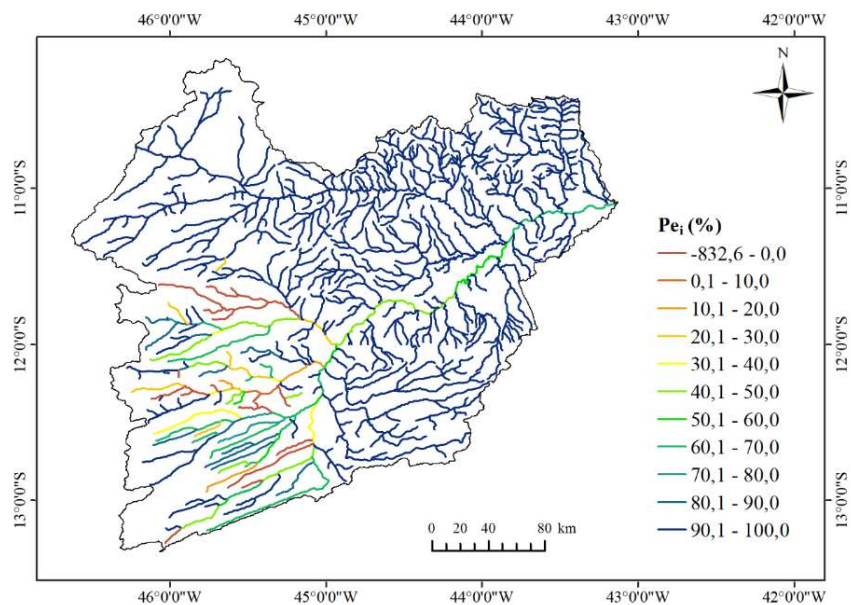 46°0'0"W 45°0'0"W 44°0'0"W 43°0'0"W 42°0'0"W
N
11°0'0"S 11°0'0"S
Pe i (%)
-832,6 - 0,0
0,1 - 10,0
10,1 - 20,0
20,1 - 30,0
12°0'0"S 12°0'0"S
30,1 - 40,0
40,1 - 50,0
50,1 - 60,0
60,1 - 70,0
70,1 - 80,0
13°0'0"S 13°0'0"S
80,1 - 90,0
90,1 - 100,0
0 20 40 80 km
46°0'0"W 45°0'0"W 44°0'0"W 43°0'0"W 42°0'0"W